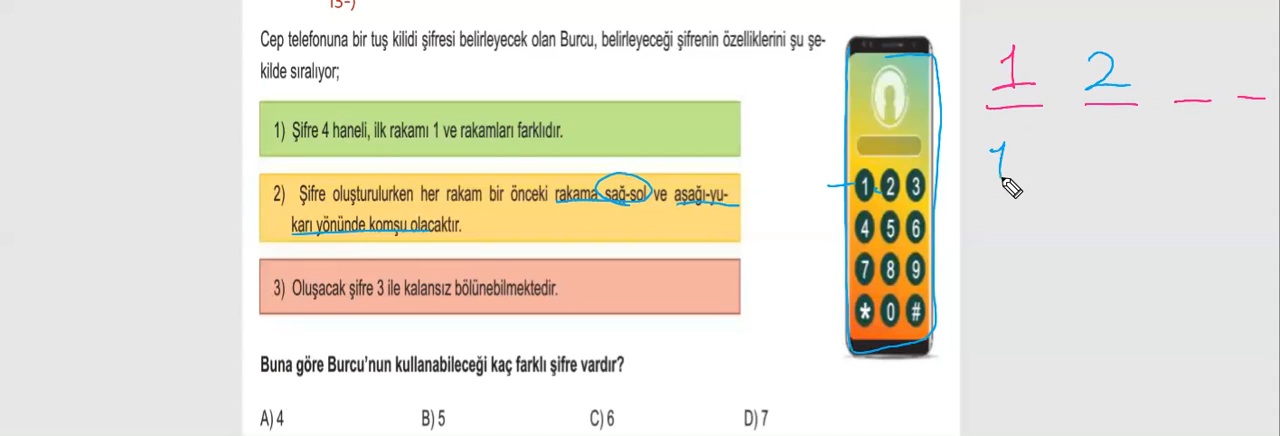 13-)
Cep telefonuna bir tuş kilidi şifresi belirleyecek olan Burcu, belirleyeceği şifrenin özelliklerini şu şe-
kilde sıralıyor;
1) Şifre 4 haneli, ilk rakamı 1 ve rakamları farklıdır.
2) Şifre oluşturulurken her rakam bir önceki rakama sağ-sol ve aşağı-yu-
karı yönünde komşu olacaktır.
3) Oluşacak şifre 3 ile kalansız bölünebilmektedir.
Buna göre Burcu'nun kullanabileceği kaç farklı şifre vardır?
A) 4 B) 5 C) 6 D) 7
1 2 3
4 5 6
7 8 9
* 0 #
1 2 _ _
1